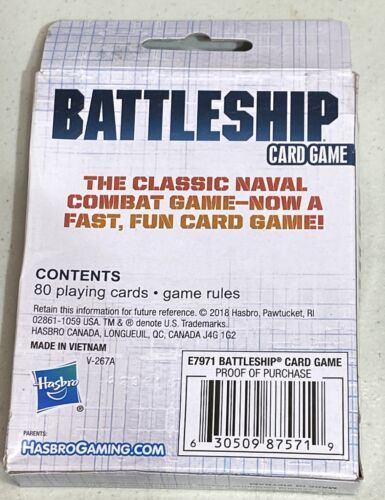 BATTLESHIP
CARD GAME
THE CLASSIC NAVAL
COMBAT GAME—NOW A
FAST, FUN CARD GAME!
CONTENTS
80 playing cards • game rules
Retain this information for future reference. © 2018 Hasbro, Pawtucket, RI
02861-1059 USA. TM & ® denote U.S. Trademarks.
HASBRO CANADA, LONGUEUIL, QC, CANADA J4G 1G2
MADE IN VIETNAM
V-267A
Hasbro
®
E7971 BATTLESHIP® CARD GAME
PROOF OF PURCHASE
6 30509 87571 9
PARENTS:
HASBROGAMING.COM